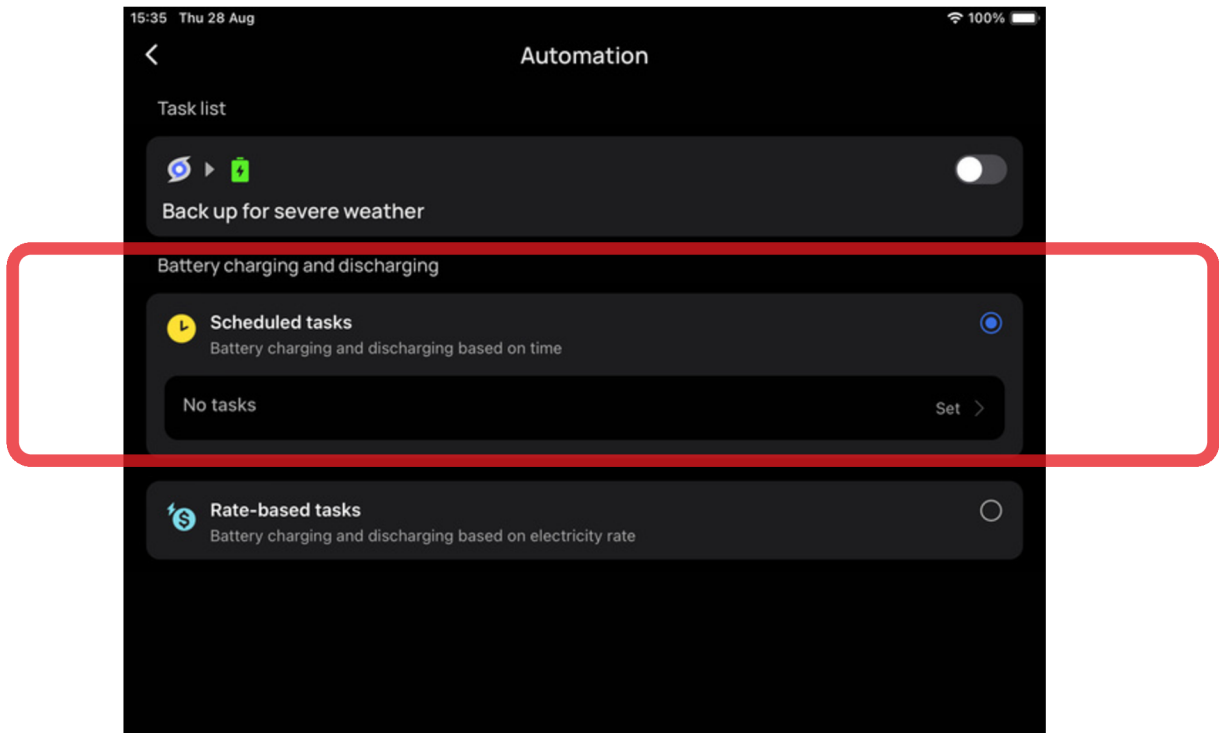 15:35 Thu 28 Aug 100%
Automation
Task list
Back up for severe weather
Battery charging and discharging
Scheduled tasks
Battery charging and discharging based on time
No tasks Set
Rate-based tasks
Battery charging and discharging based on electricity rate